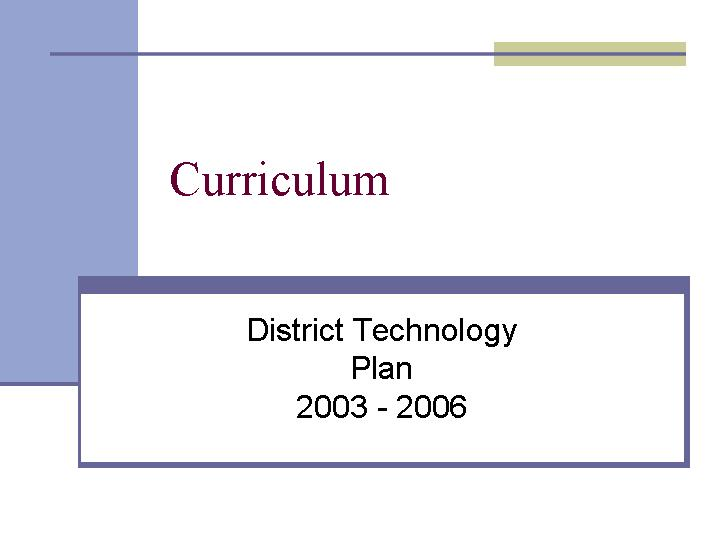 Curriculum
District Technology
Plan
2003 - 2006